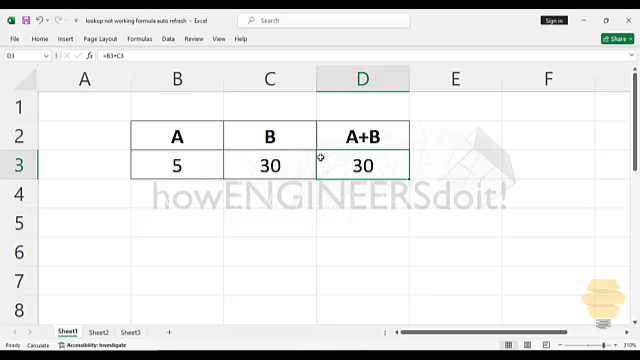 lookup not working formula auto refresh - Excel
Search
Sign in
File Home Insert Page Layout Formulas Data Review View Help
Share
D3 fx =B3+C3
A B C D E F
1
2 A B A+B
3 5 30 30
howENGINEERSdoit!
4
5
6
7
8
Sheet1 Sheet2 Sheet3
Ready Calculate Accessibility: Investigate 210%